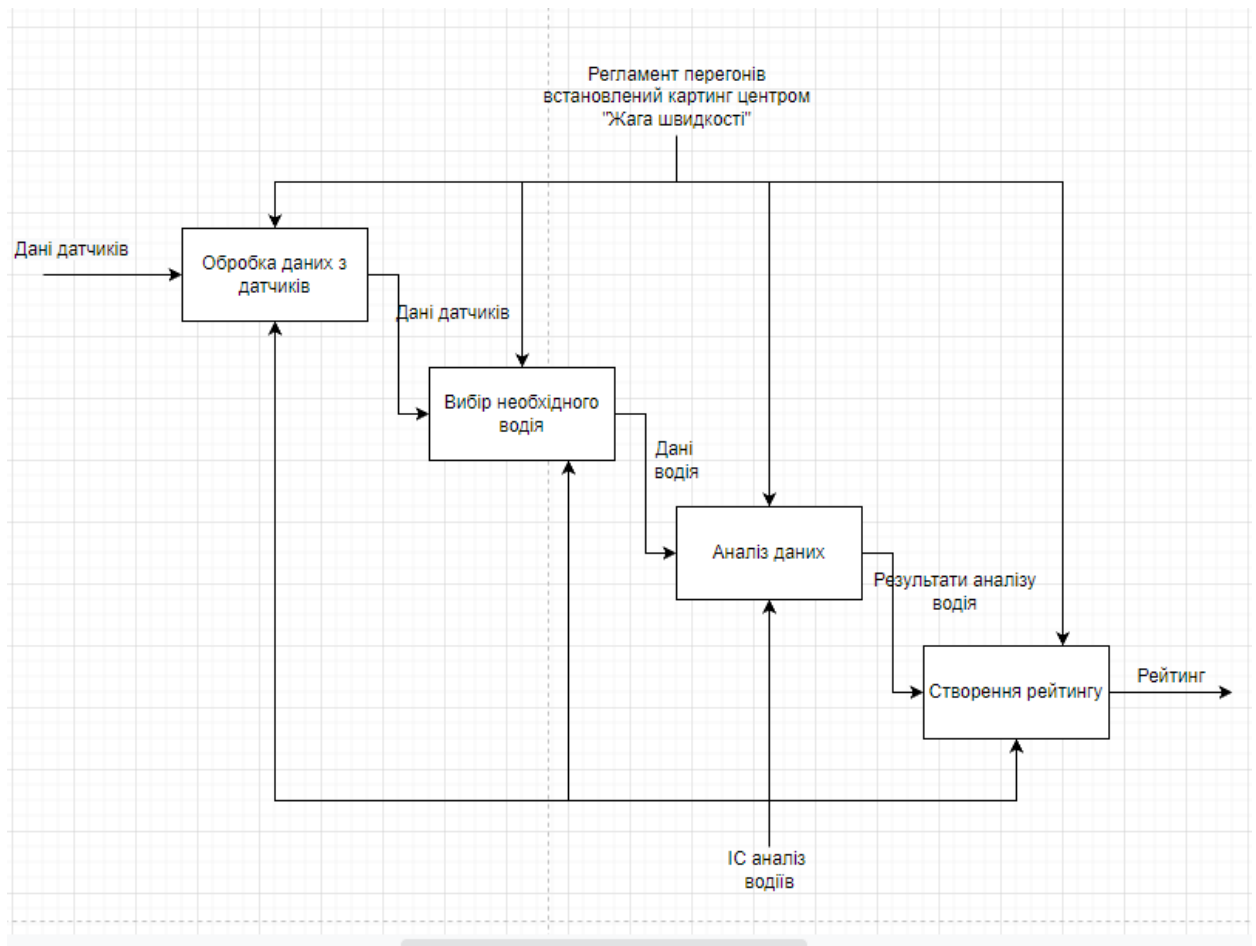 Регламент перегонів
встановлений картинг центром
"Жага швидкості"
Дані датчиків
Обробка даних з
датчиків
Дані датчиків
Вибір необхідного
водія
Дані
водія
Аналіз даних
Результати аналізу
водія
Створення рейтингу
Рейтинг
ІС аналіз
водіїв